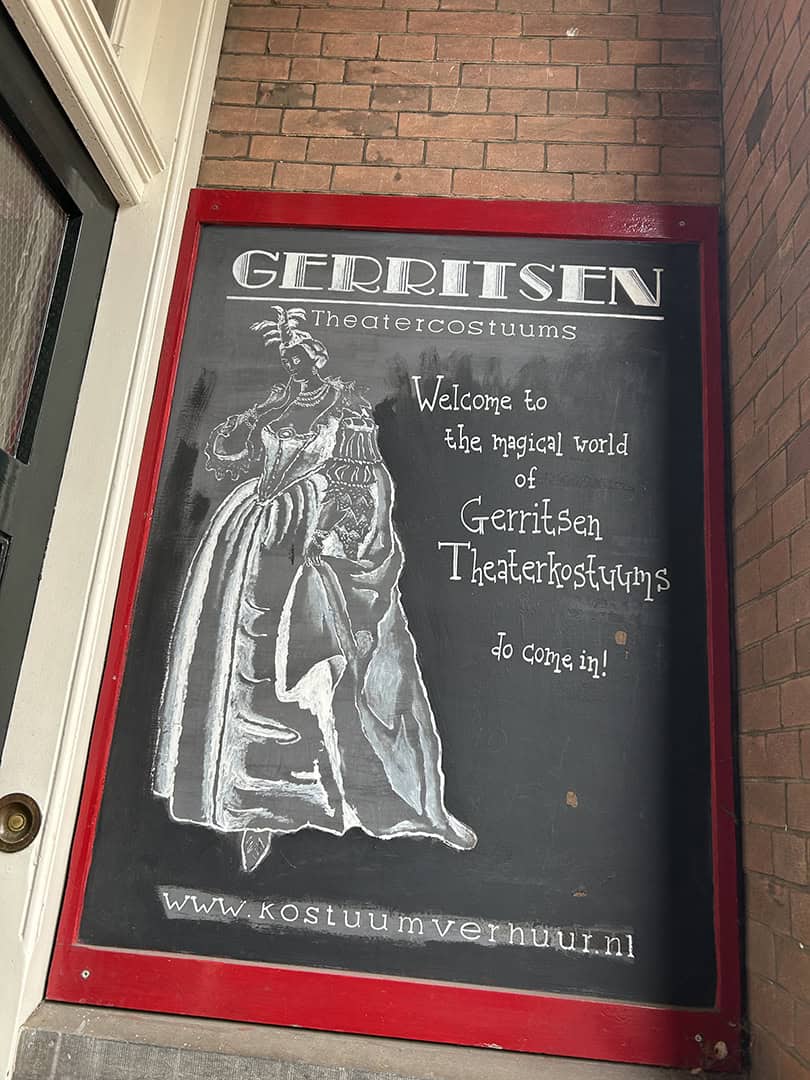 GERRITSEN
Theatercostuums
Welcome to
the magical world
of
Gerritsen
Theaterkostuums
do come in!
www.kostuumverhuur.nl